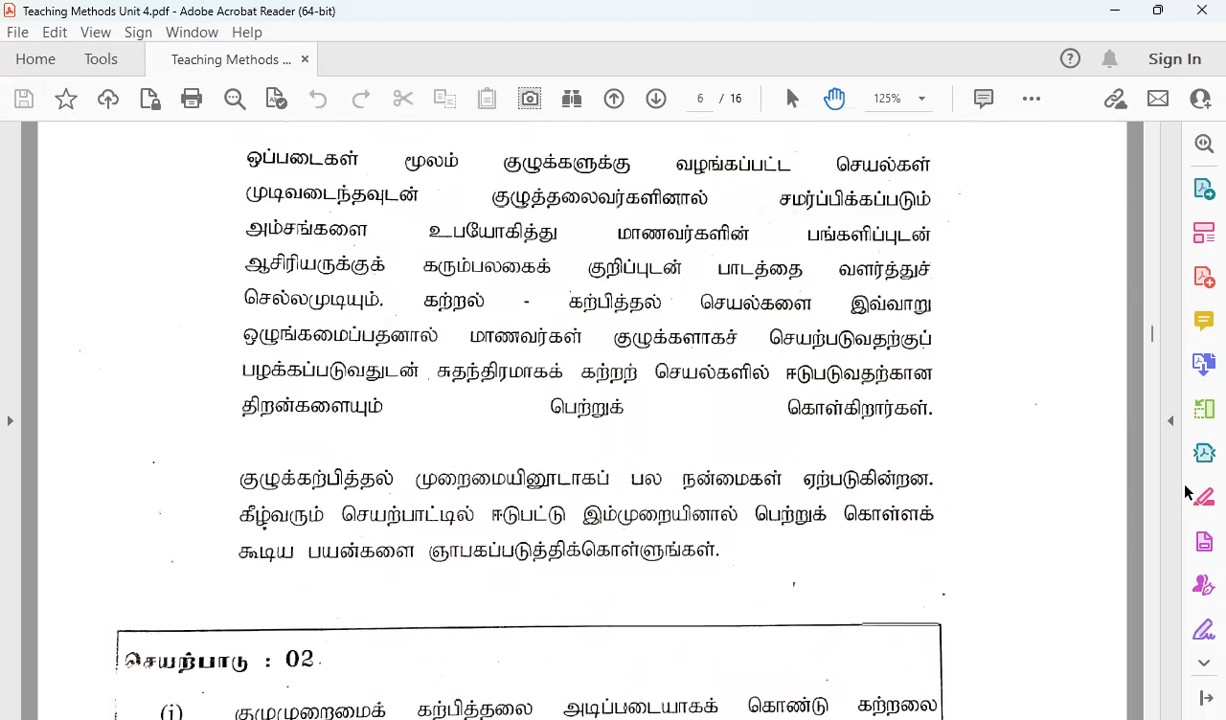 Teaching Methods Unit 4.pdf - Adobe Acrobat Reader (64-bit)
File Edit View Sign Window Help
Home Tools Teaching Methods ... × Sign In
6 / 16 125%
ஒப்படைகள் மூலம் குழுக்களுக்கு வழங்கப்பட்ட செயல்கள்
முடிவடைந்தவுடன் குழுத்தலைவர்களினால் சமர்ப்பிக்கப்படும்
அம்சங்களை உபயோகித்து மாணவர்களின் பங்களிப்புடன்
ஆசிரியருக்குக் கரும்பலகைக் குறிப்புடன் பாடத்தை வளர்த்துச்
செல்லமுடியும். கற்றல் - கற்பித்தல் செயல்களை இவ்வாறு
ஒழுங்கமைப்பதனால் மாணவர்கள் குழுக்களாகச் செயற்படுவதற்குப்
பழக்கப்படுவதுடன் சுதந்திரமாகக் கற்றற் செயல்களில் ஈடுபடுவதற்கான
திறன்களையும் பெற்றுக் கொள்கிறார்கள்.
குழுக்கற்பித்தல் முறைமையினூடாகப் பல நன்மைகள் ஏற்படுகின்றன.
கீழ்வரும் செயற்பாட்டில் ஈடுபட்டு இம்முறையினால் பெற்றுக் கொள்ளக்
கூடிய பயன்களை ஞாபகப்படுத்திக்கொள்ளுங்கள்.
செயற்பாடு : 02
(i) குழுமுறைமைக் கற்பித்தலை அடிப்படையாகக் கொண்டு கற்றலை